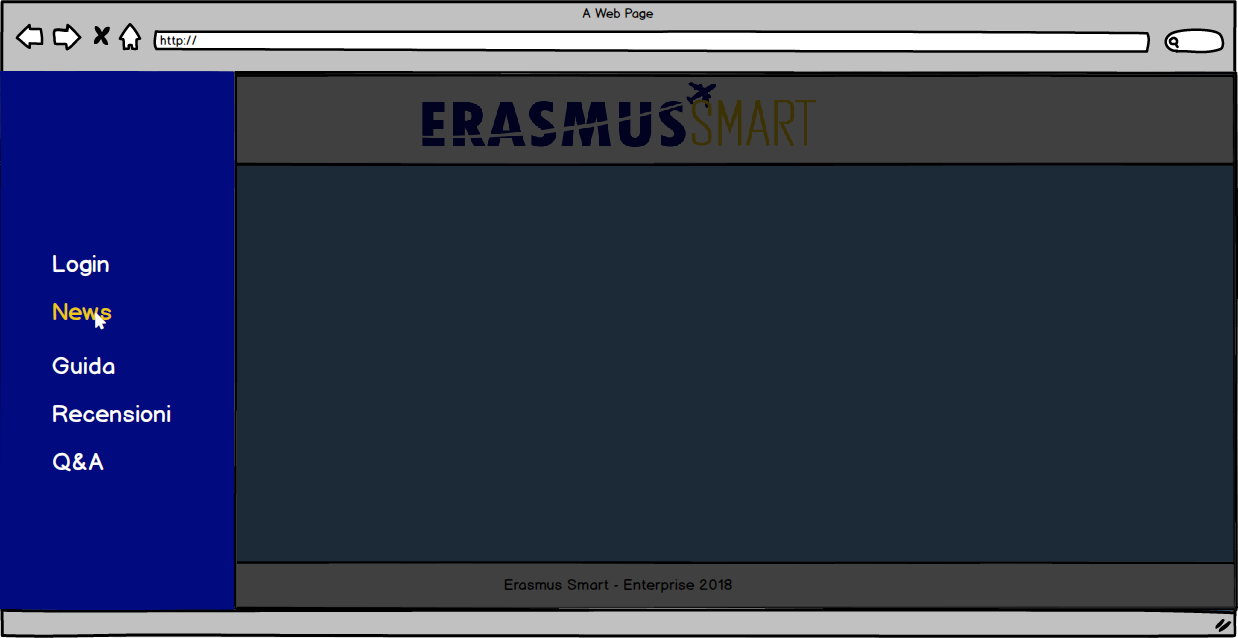 A Web Page
http://
ERASMUSSMART
Login
News
Guida
Recensioni
Q&A
Erasmus Smart - Enterprise 2018